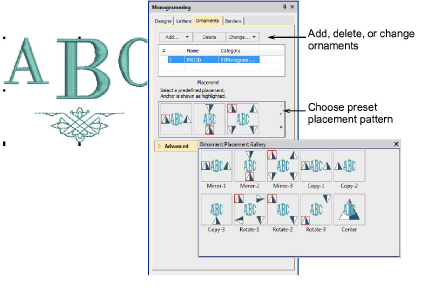 Monogramming
Designs Letters Ornaments Borders
Add... Delete Change...
# Name Category
1
Placement
Select a predefined placement.
Anchor is shown as highlighted.
ABC ABC ABC
Advanced
ABC
Add, delete, or change
ornaments
Choose preset
placement pattern
Ornament Placement Gallery
ABC ABC ABC ABC ABC
Mirror-1 Mirror-2 Mirror-3 Copy-1 Copy-2
ABC ABC ABC ABC ABC
Copy-3 Rotate-1 Rotate-2 Rotate-3 Center